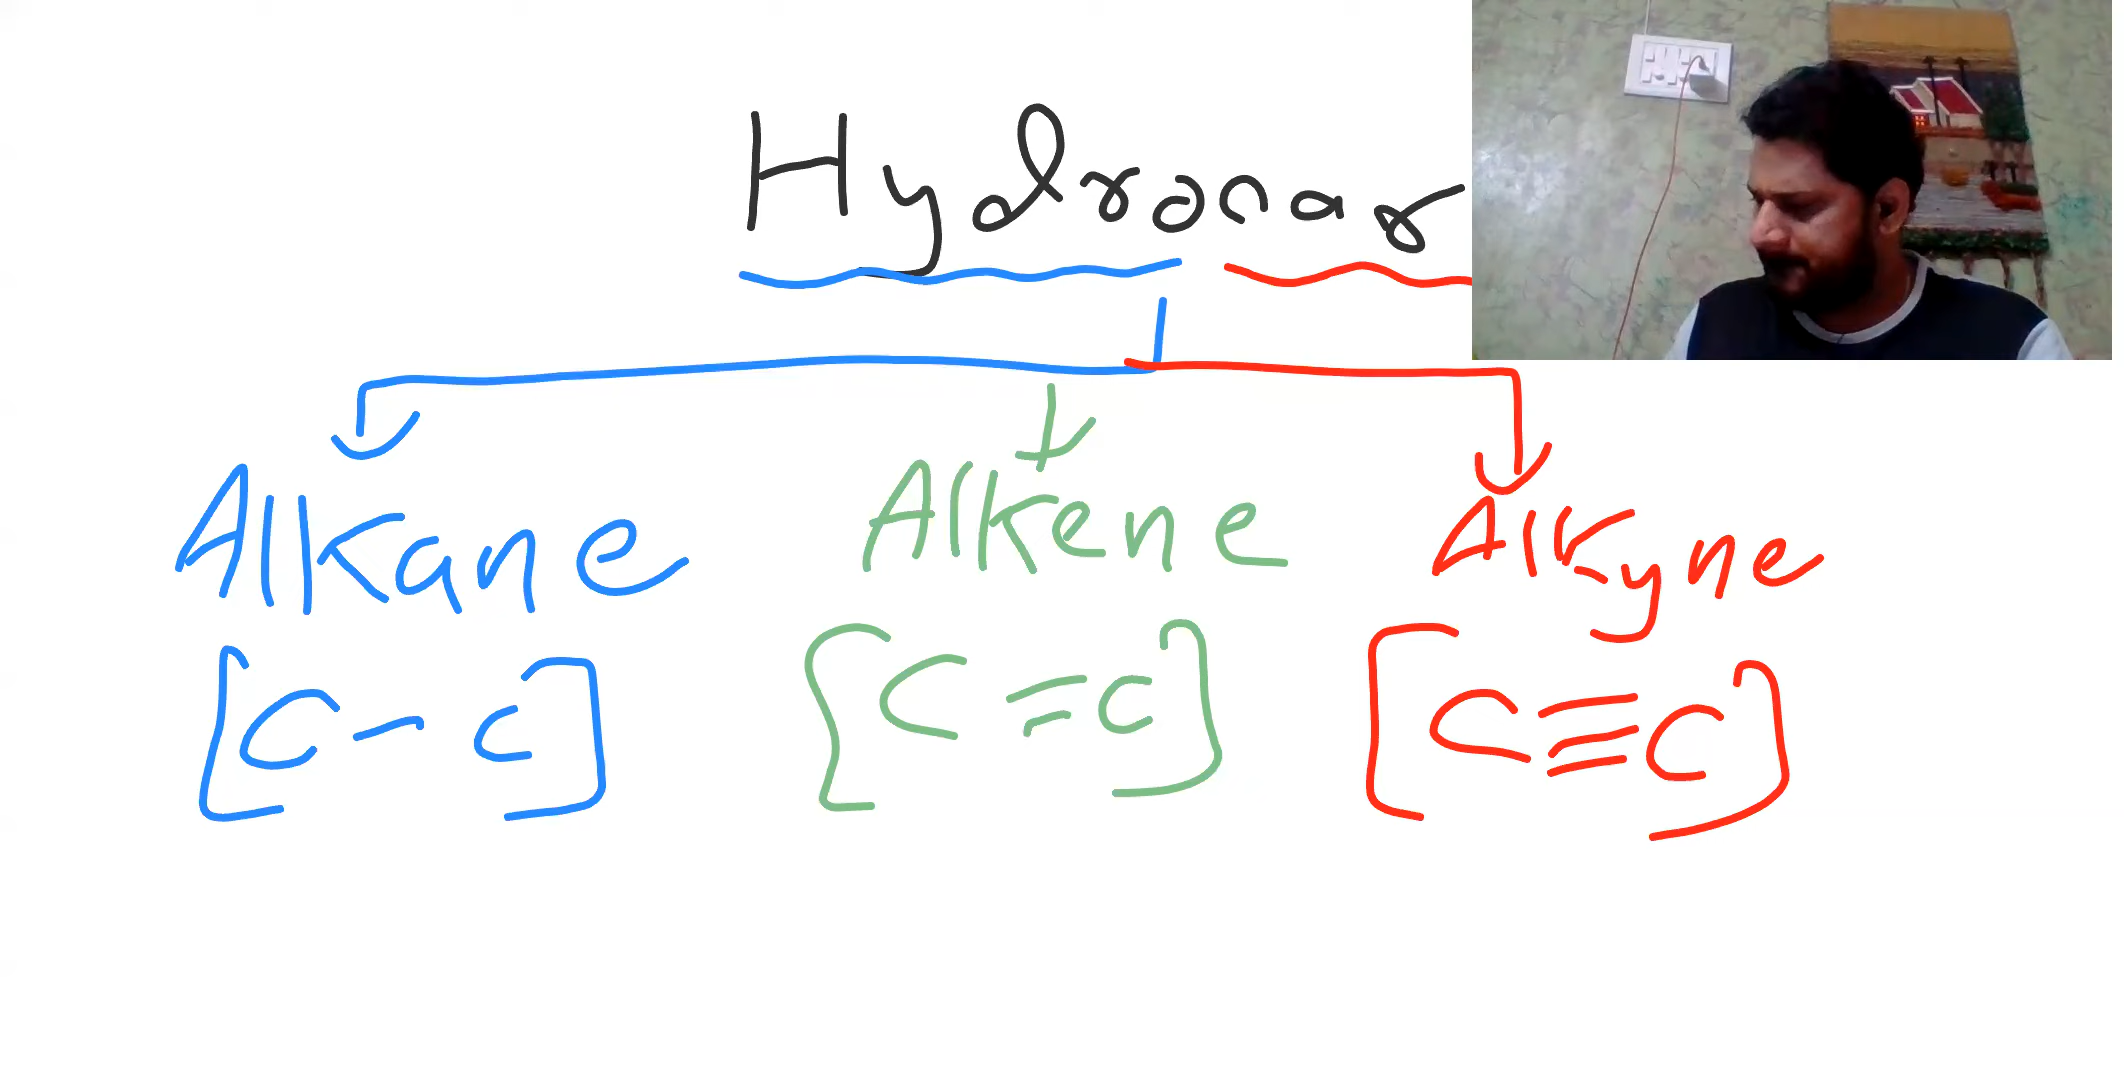 Hydrocar
Alkane Alkene Alkyne
[C-C] [C=C] [C≡C]